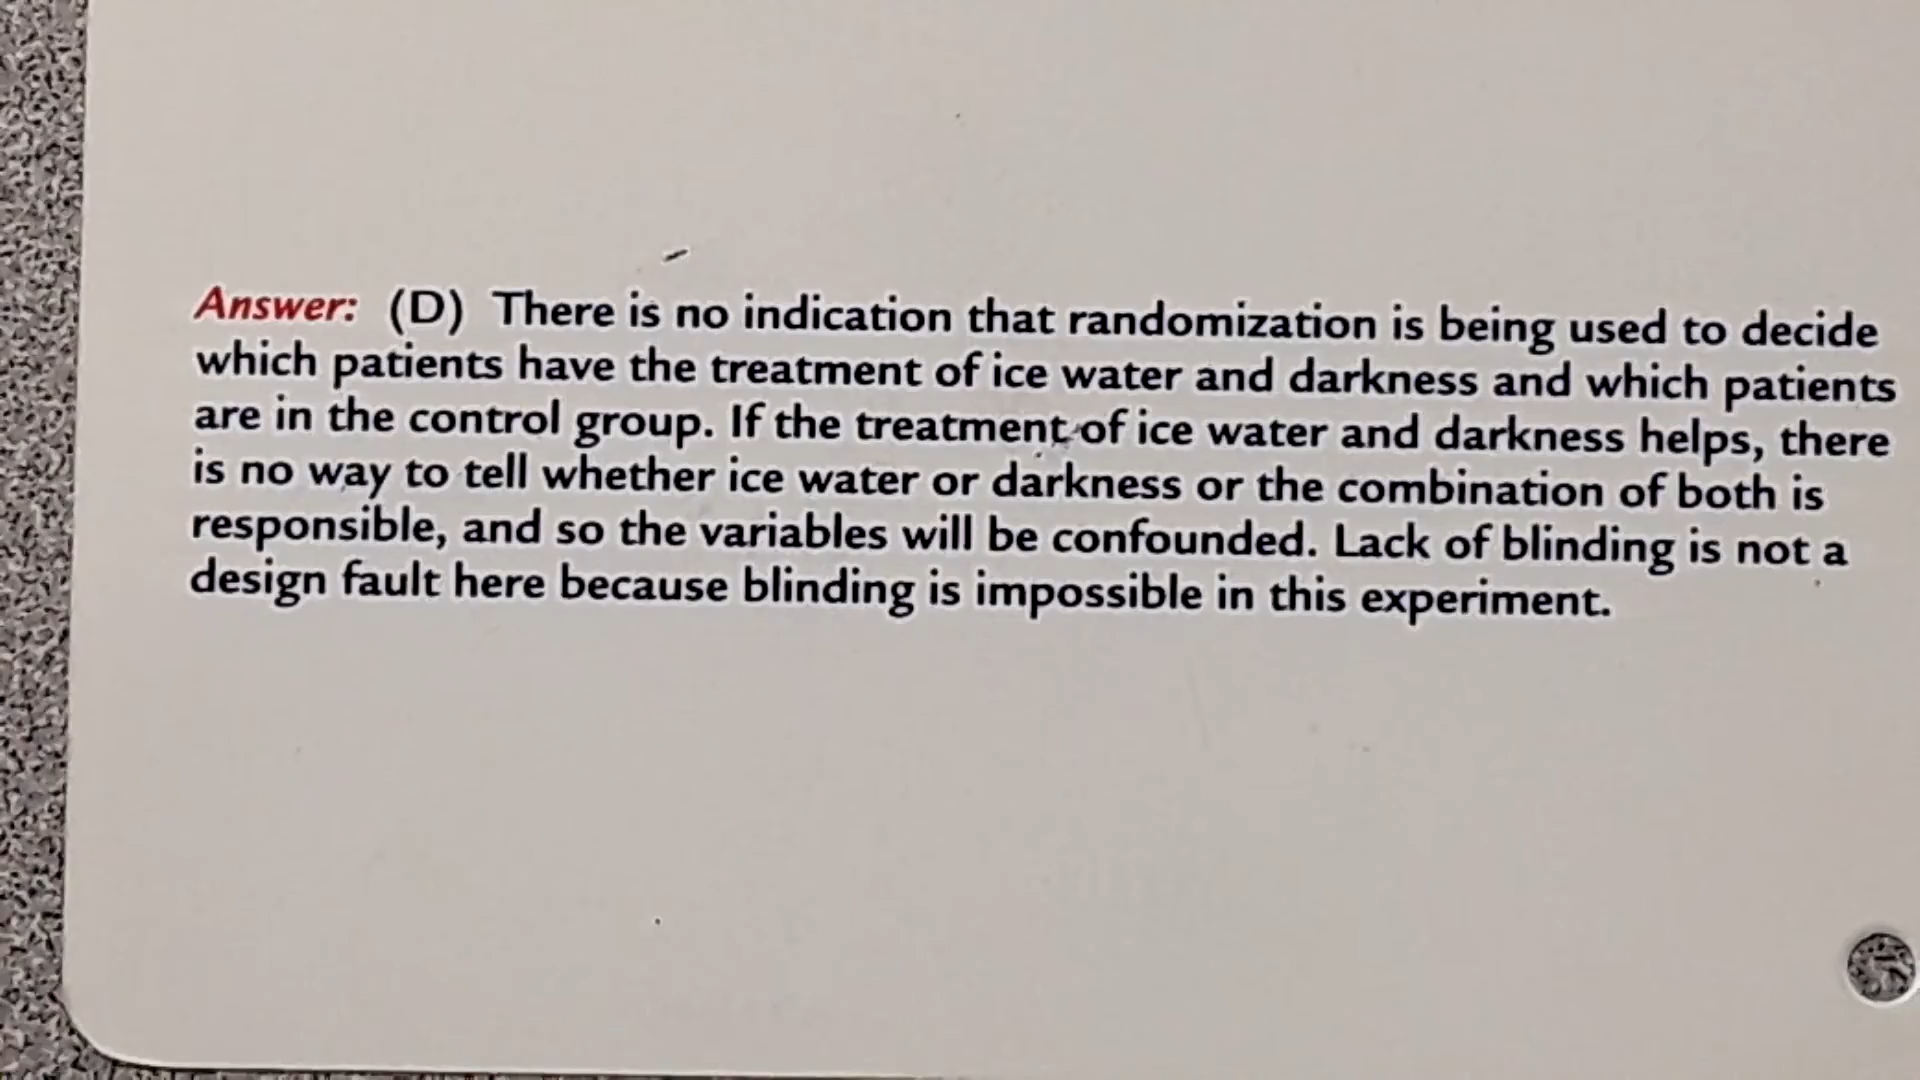 Answer: (D) There is no indication that randomization is being used to decide
which patients have the treatment of ice water and darkness and which patients
are in the control group. If the treatment of ice water and darkness helps, there
is no way to tell whether ice water or darkness or the combination of both is
responsible, and so the variables will be confounded. Lack of blinding is not a
design fault here because blinding is impossible in this experiment.